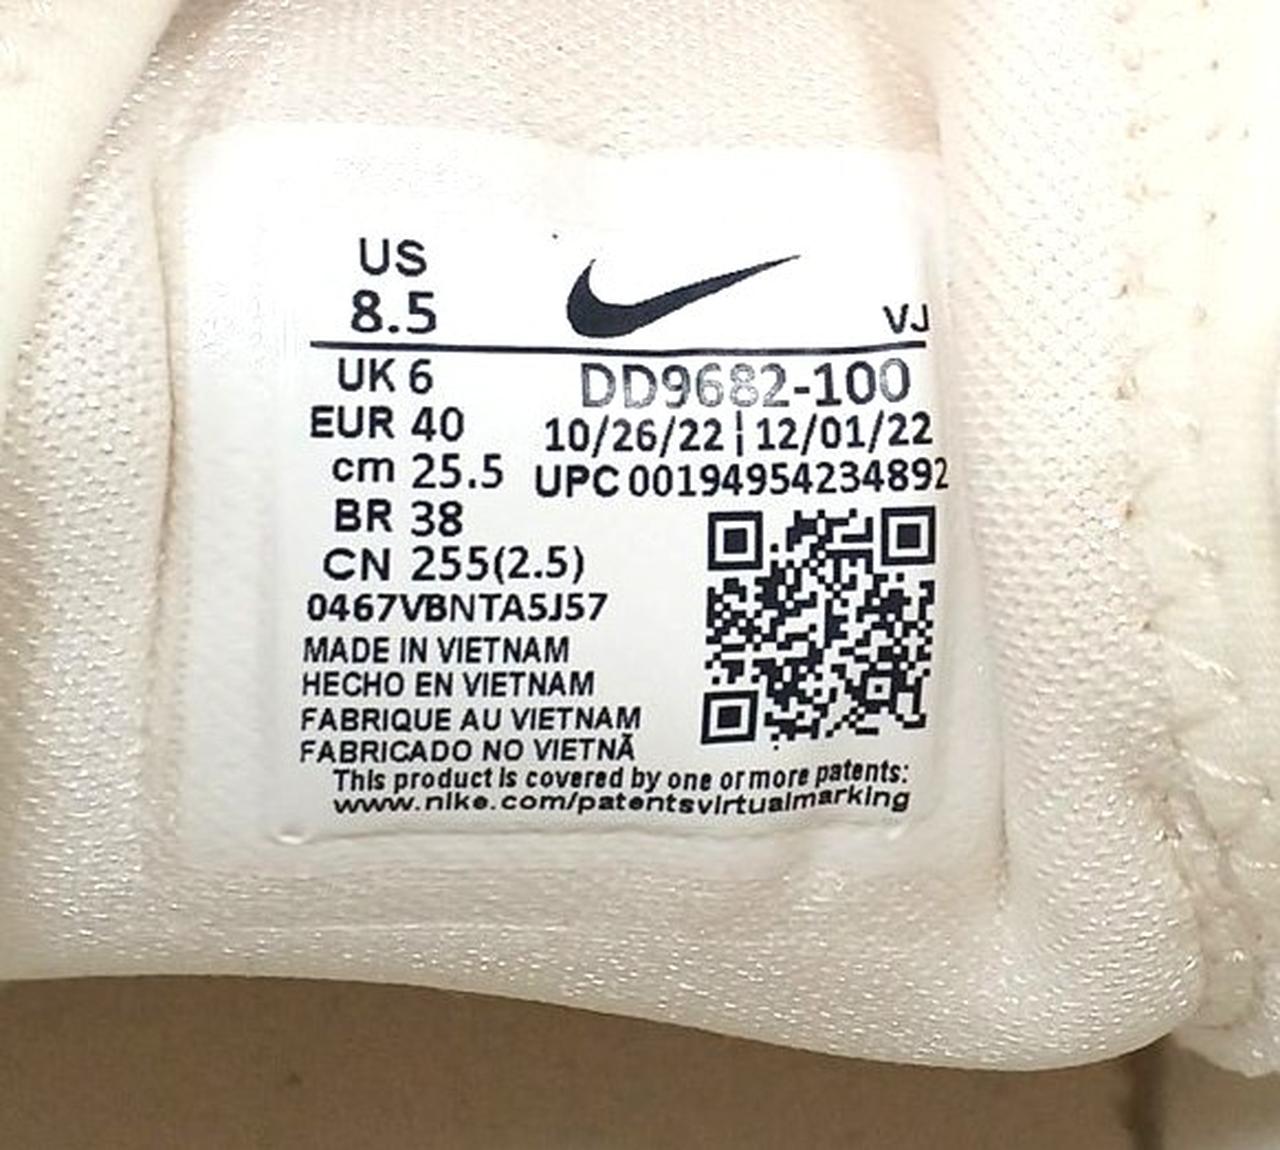 US
8.5
VJ
UK 6
DD9682-100
EUR 40
10/26/22 | 12/01/22
cm 25.5
UPC 00194954234892
BR 38
CN 255(2.5)
0467VBNTA5J57
MADE IN VIETNAM
HECHO EN VIETNAM
FABRIQUE AU VIETNAM
FABRICADO NO VIETNÃ
This product is covered by one or more patents:
www.nike.com/patentsvirtualmarking